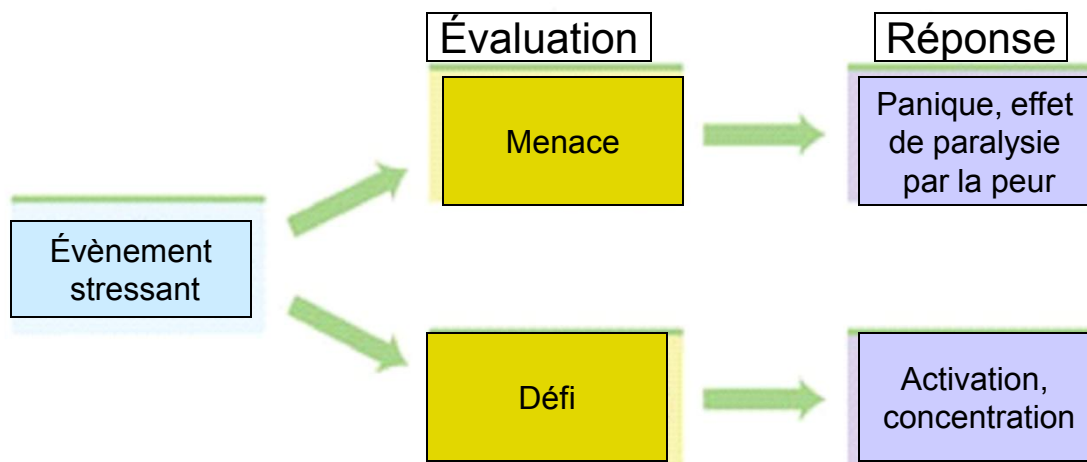 Évaluation
Réponse
Menace
Panique, effet
de paralysie
par la peur
Évènement
stressant
Défi
Activation,
concentration